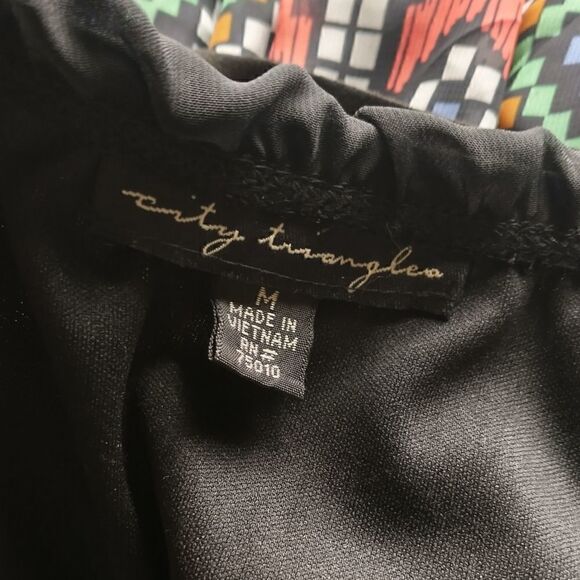 city triangles
M
MADE IN
VIETNAM
RN#
75010